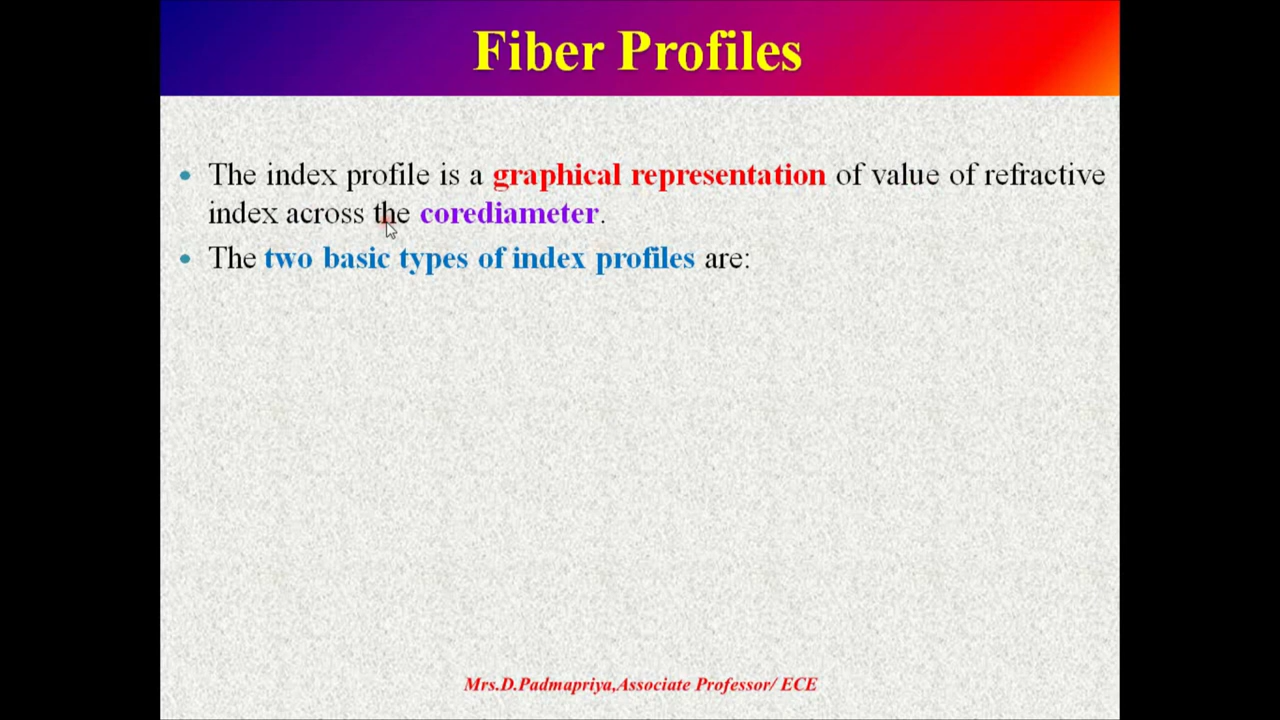 Fiber Profiles
The index profile is a graphical representation of value of refractive
index across the corediameter.
The two basic types of index profiles are:
Mrs.D.Padmapriya,Associate Professor/ ECE